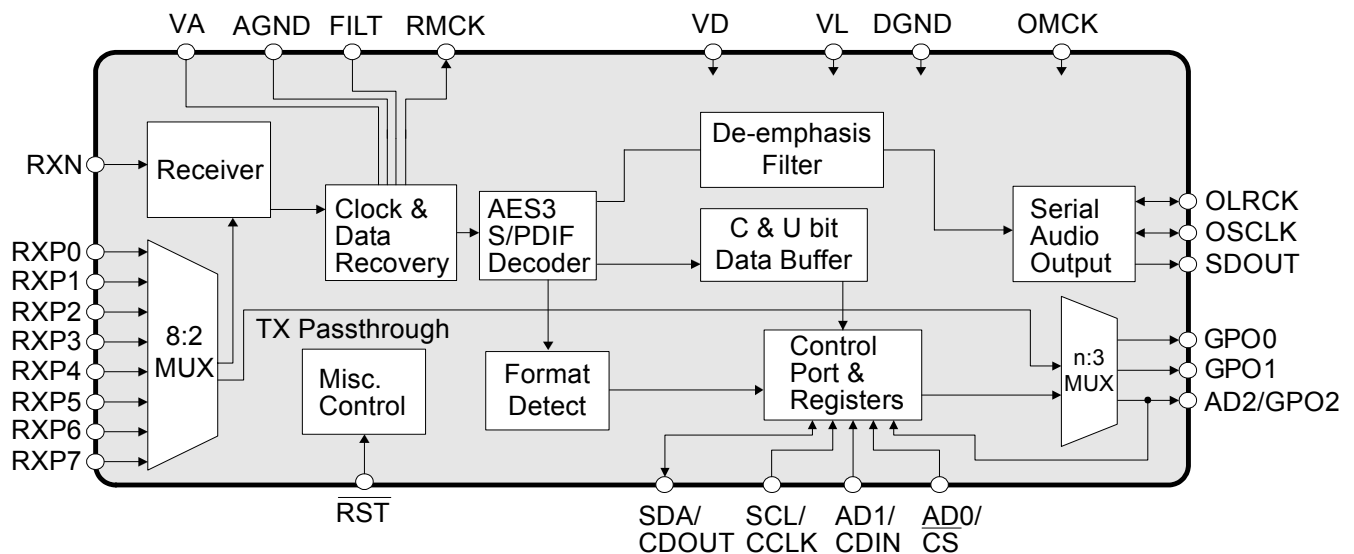 VA AGND FILT RMCK VD VL DGND OMCK
RXN
Receiver
Clock &
Data
Recovery
AES3
S/PDIF
Decoder
De-emphasis
Filter
C & U bit
Data Buffer
Serial
Audio
Output
OLRCK
OSCLK
SDOUT
RXP0
RXP1
RXP2
RXP3
RXP4
RXP5
RXP6
RXP7
8:2
MUX
TX Passthrough
Misc.
Control
Format
Detect
Control
Port &
Registers
n:3
MUX
GPO0
GPO1
AD2/GPO2
RST
SDA/
CDOUT
SCL/
CCLK
AD1/
CDIN
AD0/
CS